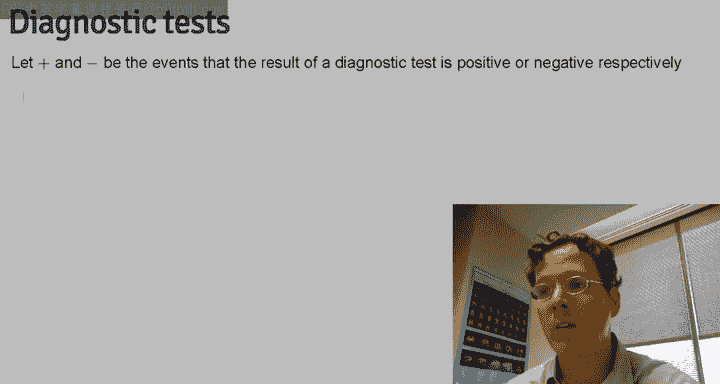 Diagnostic tests
Let + and − be the events that the result of a diagnostic test is positive or negative respectively